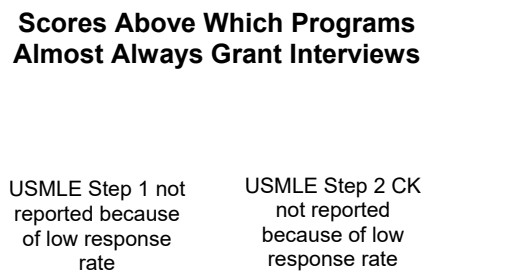 Scores Above Which Programs
Almost Always Grant Interviews
USMLE Step 1 not
reported because
of low response
rate
USMLE Step 2 CK
not reported
because of low
response rate